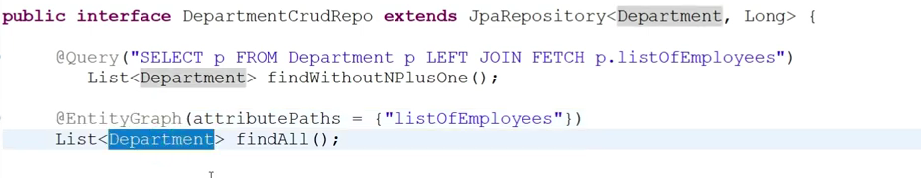 public interface DepartmentCrudRepo extends JpaRepository<Department, Long> {
@Query("SELECT p FROM Department p LEFT JOIN FETCH p.listOfEmployees")
List<Department> findWithoutNPlusOne();
@EntityGraph(attributePaths = {"listOfEmployees"})
List<Department> findAll();